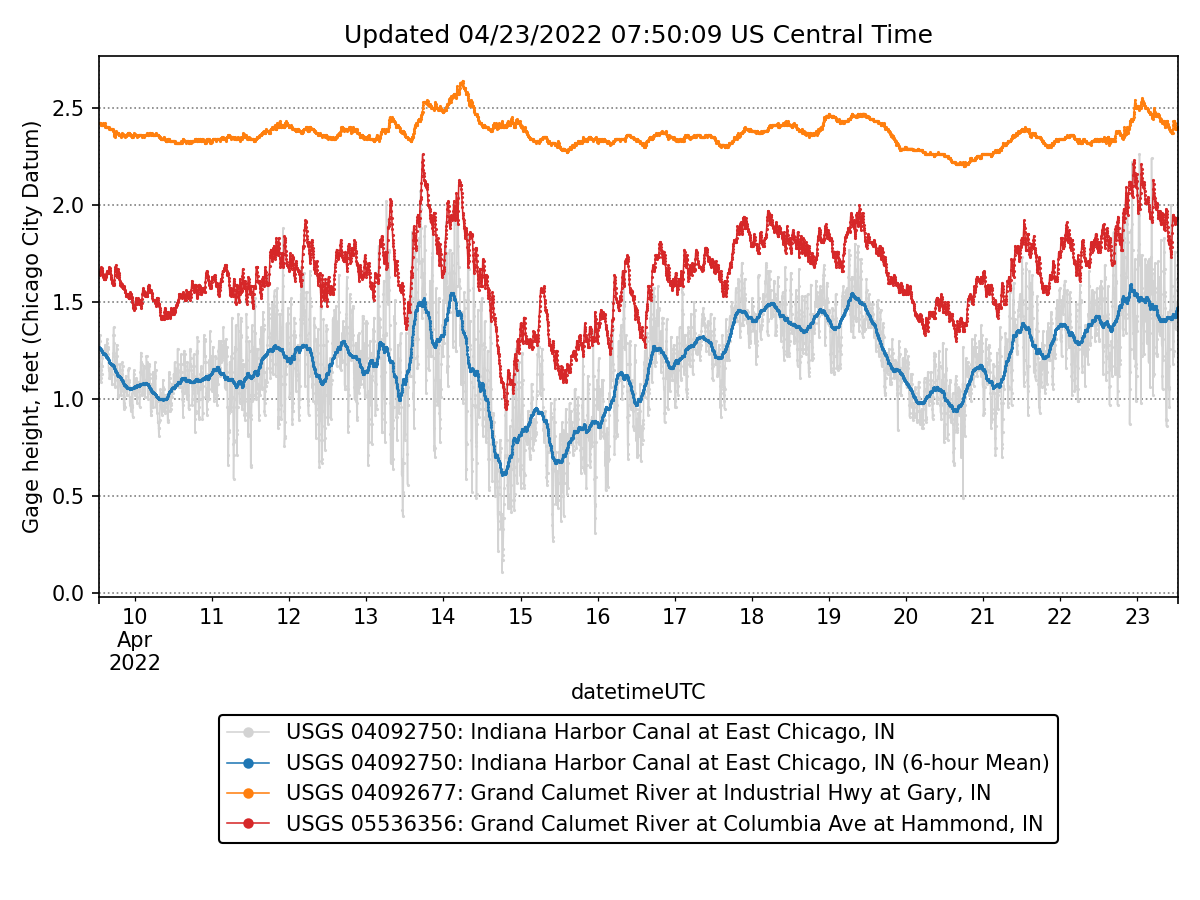 Updated 04/23/2022 07:50:09 US Central Time
Gage height, feet (Chicago City Datum)
2.5
2.0
1.5
1.0
0.5
0.0
10 11 12 13 14 15 16 17 18 19 20 21 22 23
Apr
2022
datetimeUTC
USGS 04092750: Indiana Harbor Canal at East Chicago, IN
USGS 04092750: Indiana Harbor Canal at East Chicago, IN (6-hour Mean)
USGS 04092677: Grand Calumet River at Industrial Hwy at Gary, IN
USGS 05536356: Grand Calumet River at Columbia Ave at Hammond, IN